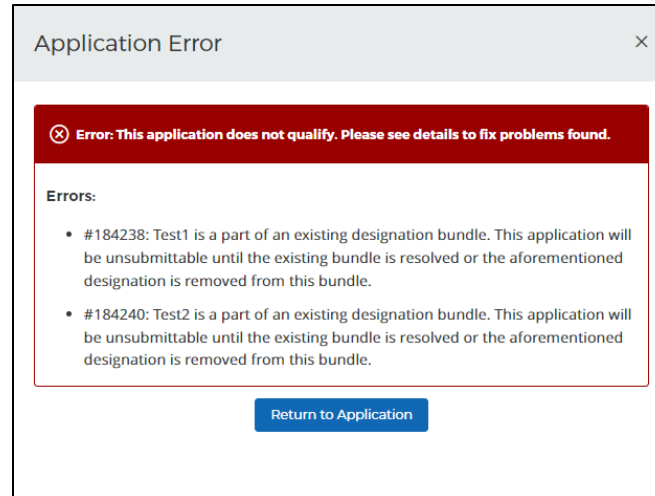 Application Error
Error: This application does not qualify. Please see details to fix problems found.
Errors:
#184238: Test1 is a part of an existing designation bundle. This application will
be unsubmittable until the existing bundle is resolved or the aforementioned
designation is removed from this bundle.
#184240: Test2 is a part of an existing designation bundle. This application will
be unsubmittable until the existing bundle is resolved or the aforementioned
designation is removed from this bundle.
Return to Application